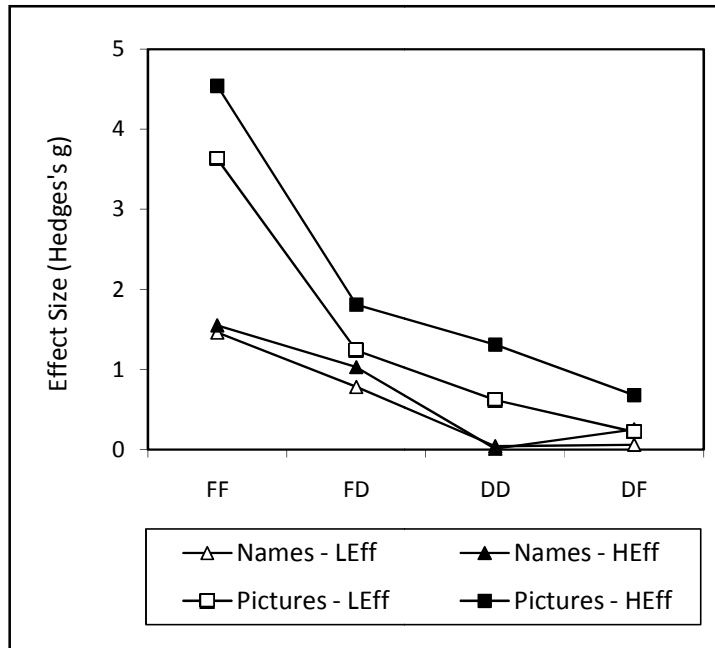 5
4
3
2
1
0
Effect Size (Hedges's g)
FF FD DD DF
Names - LEff Names - HEff
Pictures - LEff Pictures - HEff